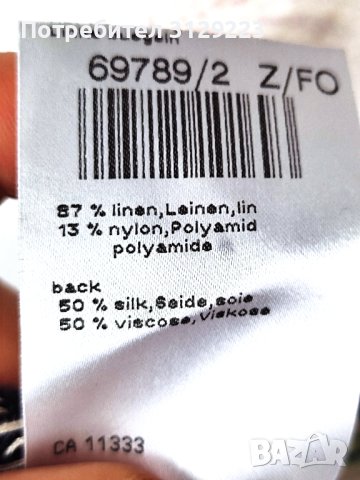 Потребител 3129223
69789/2 Z/FO
87 % linen,Leinen,lin
13 % nylon,Polyamid
polyamide
back
50 % silk,Seide,soie
50 % viscose,Viskose
CA 11333
BAZAR